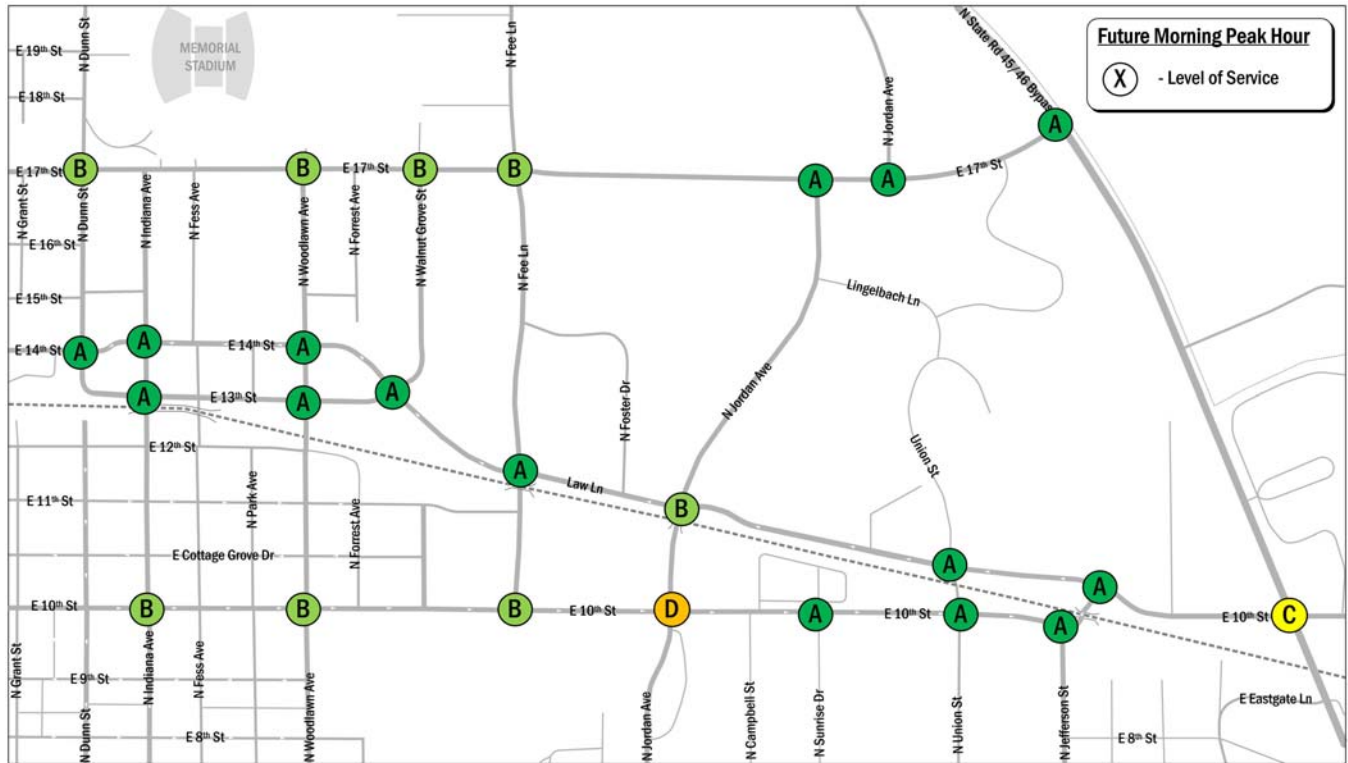 Future Morning Peak Hour
X - Level of Service
MEMORIAL
STADIUM
E 19th St
E 18th St
N Dunn St
N Fee Ln
N Jordan Ave
N State Rd 45/46 Bypas
A
B
B
B
B
A
A
E 17th St
E 17th St
E 17th St
N Grant St
N Dunn St
N Indiana Ave
N Fess Ave
N Woodlawn Ave
N Forrest Ave
N Walnut Grove St
N Fee Ln
E 16th St
E 15th St
Lingelbach Ln
E 14th St
A
A
E 14th St
A
A
E 13th St
A
A
N Jordan Ave
N Foster Dr
Union St
E 12th St
A
Law Ln
B
E 11th St
N Park Ave
N Forrest Ave
E Cottage Grove Dr
A
A
E 10th St
B
B
B
E 10th St
D
A
E 10th St
A
A
E 10th St
C
N Grant St
N Dunn St
N Indiana Ave
N Fess Ave
N Woodlawn Ave
N Jordan Ave
N Campbell St
N Sunrise Dr
N Union St
N Jefferson St
E 9th St
E Eastgate Ln
E 8th St
E 8th St